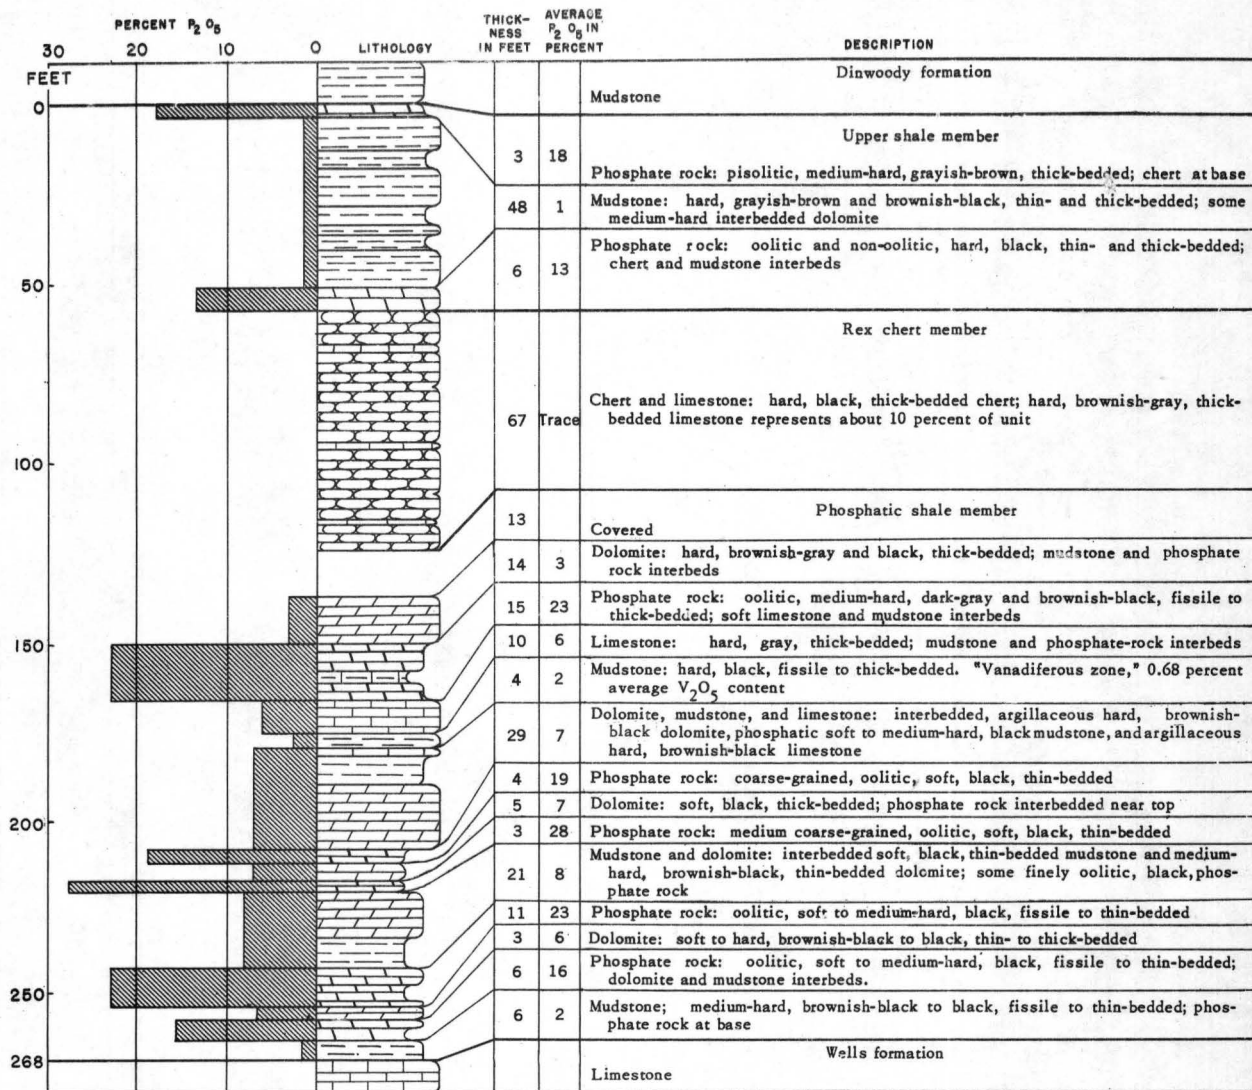 PERCENT P2 O5
THICK-
NESS
IN FEET
AVERAGE
P2 O5 IN
PERCENT
30 20 10 0 LITHOLOGY
DESCRIPTION
FEET
Dinwoody formation
Mudstone
0
Upper shale member
3 18 Phosphate rock: pisolitic, medium-hard, grayish-brown, thick-bedded; chert at base
48 1 Mudstone: hard, grayish-brown and brownish-black, thin- and thick-bedded; some
medium-hard interbedded dolomite
6 13 Phosphate rock: oolitic and non-oolitic, hard, black, thin- and thick-bedded;
chert and mudstone interbeds
50
Rex chert member
67 Trace Chert and limestone: hard, black, thick-bedded chert; hard, brownish-gray, thick-
bedded limestone represents about 10 percent of unit
100
Phosphatic shale member
13 Covered
14 3 Dolomite: hard, brownish-gray and black, thick-bedded; mudstone and phosphate
rock interbeds
15 23 Phosphate rock: oolitic, medium-hard, dark-gray and brownish-black, fissile to
thick-bedded; soft limestone and mudstone interbeds
150
10 6 Limestone: hard, gray, thick-bedded; mudstone and phosphate-rock interbeds
4 2 Mudstone: hard, black, fissile to thick-bedded. "Vanadiferous zone," 0.68 percent
average V2O5 content
29 7 Dolomite, mudstone, and limestone: interbedded, argillaceous hard, brownish-
black dolomite, phosphatic soft to medium-hard, black mudstone, and argillaceous
hard, brownish-black limestone
4 19 Phosphate rock: coarse-grained, oolitic, soft, black, thin-bedded
5 7 Dolomite: soft, black, thick-bedded; phosphate rock interbedded near top
200
3 28 Phosphate rock: medium coarse-grained, oolitic, soft, black, thin-bedded
21 8 Mudstone and dolomite: interbedded soft, black, thin-bedded mudstone and medium-
hard, brownish-black, thin-bedded dolomite; some finely oolitic, black, phos-
phate rock
11 23 Phosphate rock: oolitic, soft to medium-hard, black, fissile to thin-bedded
3 6 Dolomite: soft to hard, brownish-black to black, thin- to thick-bedded
6 16 Phosphate rock: oolitic, soft to medium-hard, black, fissile to thin-bedded;
dolomite and mudstone interbeds.
250
6 2 Mudstone; medium-hard, brownish-black to black, fissile to thin-bedded; phos-
phate rock at base
268
Wells formation
Limestone